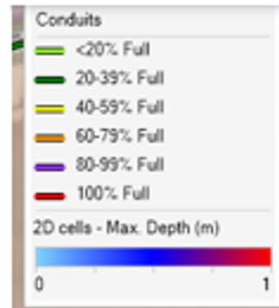 Conduits
<20% Full
20-39% Full
40-59% Full
60-79% Full
80-99% Full
100% Full
2D cells - Max. Depth (m)
0 1